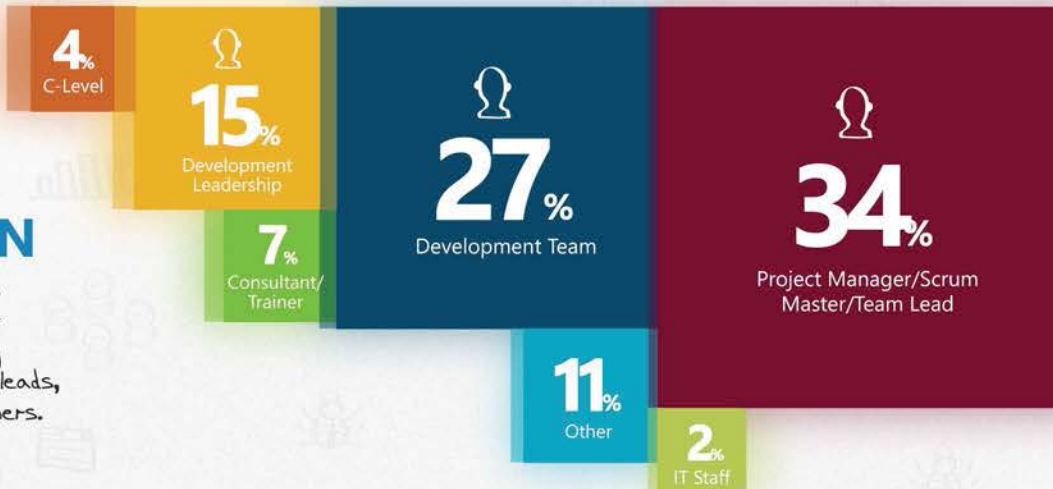 4%
C-Level
15%
Development
Leadership
27%
Development Team
34%
Project Manager/Scrum
Master/Team Lead
N
7%
Consultant/
Trainer
leads,
11%
Other
2%
IT Staff